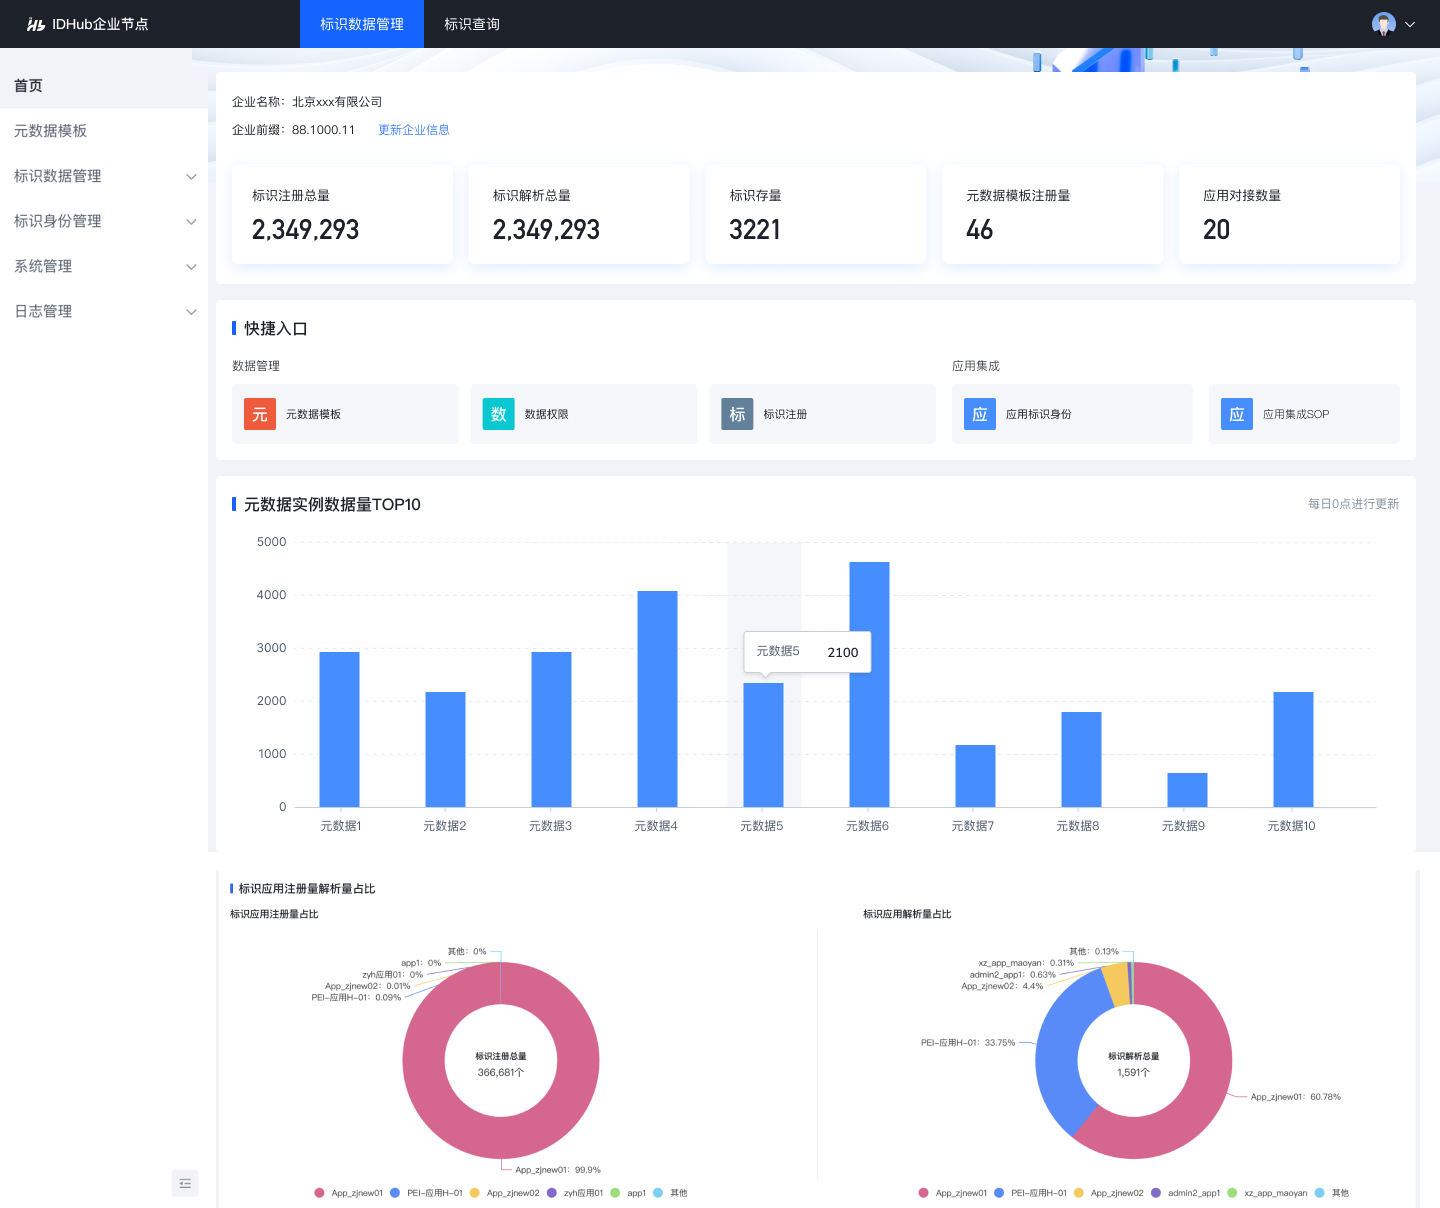 IDHub企业节点
标识数据管理
标识查询
首页
元数据模板
标识数据管理
标识身份管理
系统管理
日志管理
企业名称：北京xxx有限公司
企业前缀：88.1000.11 更新企业信息
标识注册总量
2,349,293
标识解析总量
2,349,293
标识存量
3221
元数据模板注册量
46
应用对接数量
20
快捷入口
数据管理
元 元数据模板
数 数据权限
标 标识注册
应用集成
应 应用标识身份
应 应用集成SOP
元数据实例数据量TOP10
每日0点进行更新
5000
4000
3000
2000
1000
0
元数据5 2100
元数据1 元数据2 元数据3 元数据4 元数据5 元数据6 元数据7 元数据8 元数据9 元数据10
标识应用注册量解析量占比
标识应用注册量占比
其他：0%
app1：0%
zyh应用01：0%
App_zjnew02：0.01%
PEI-应用H-01：0.09%
标识注册总量
366,681个
App_zjnew01：99.9%
App_zjnew01 PEI-应用H-01 App_zjnew02 zyh应用01 app1 其他
标识应用解析量占比
其他：0.13%
xz_app_maoyan：0.31%
admin2_app1：0.63%
App_zjnew02：4.4%
PEI-应用H-01：33.75%
标识解析总量
1,591个
App_zjnew01：60.78%
App_zjnew01 PEI-应用H-01 App_zjnew02 admin2_app1 xz_app_maoyan 其他